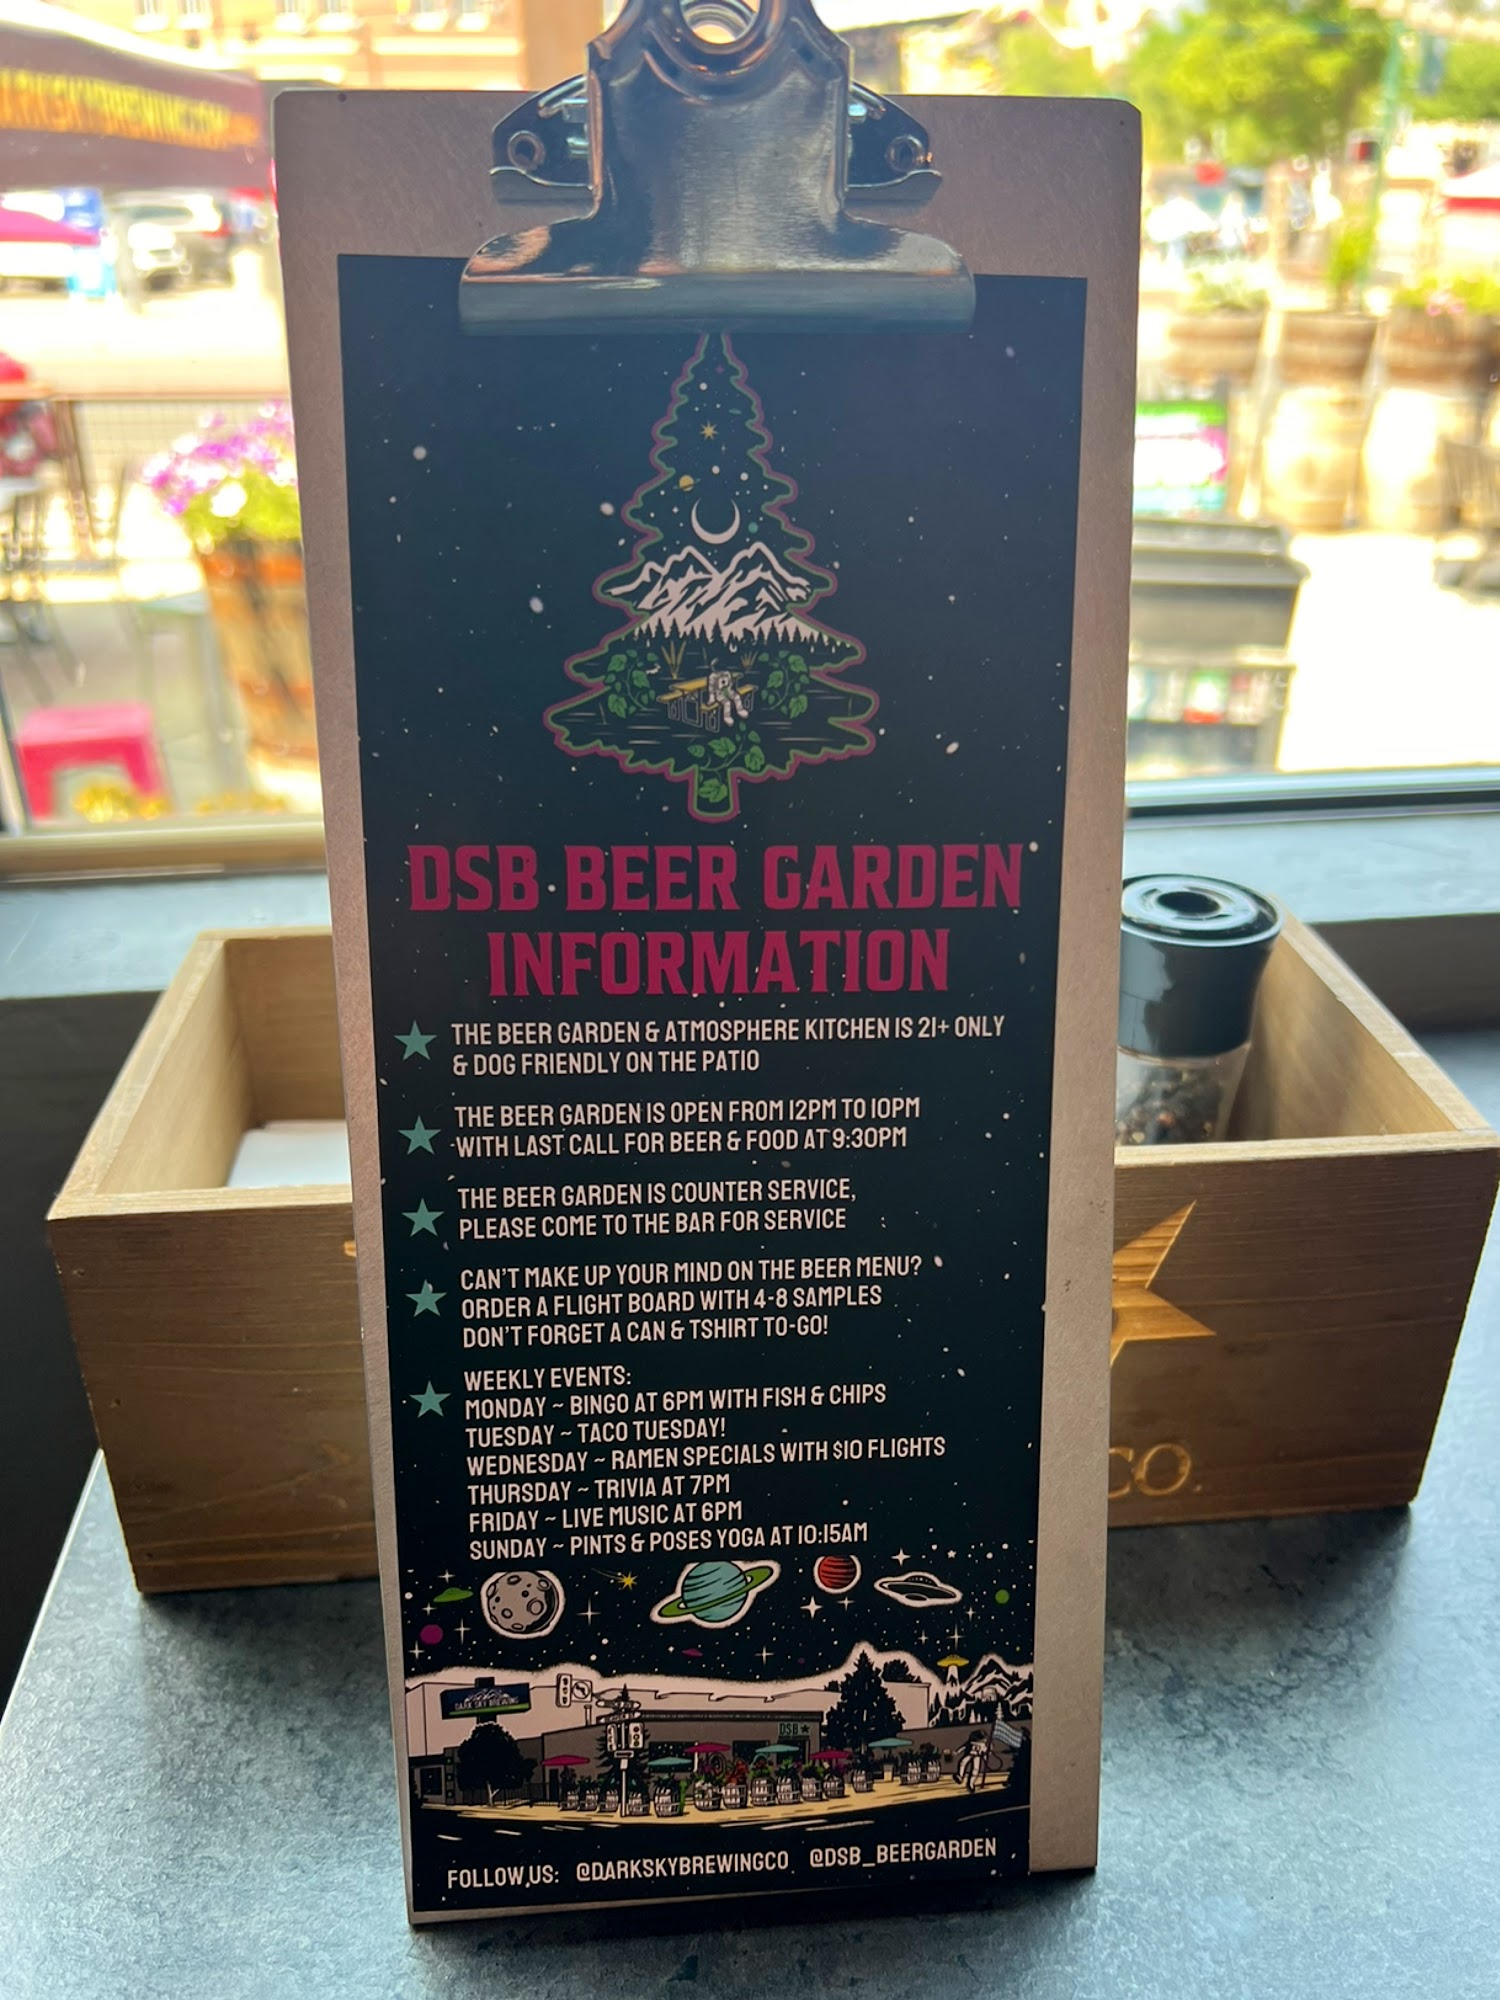 DSB BEER GARDEN
INFORMATION
THE BEER GARDEN & ATMOSPHERE KITCHEN IS 21+ ONLY
& DOG FRIENDLY ON THE PATIO
THE BEER GARDEN IS OPEN FROM 12PM TO 10PM
WITH LAST CALL FOR BEER & FOOD AT 9:30PM
THE BEER GARDEN IS COUNTER SERVICE,
PLEASE COME TO THE BAR FOR SERVICE
CAN'T MAKE UP YOUR MIND ON THE BEER MENU?
ORDER A FLIGHT BOARD WITH 4-8 SAMPLES
DON'T FORGET A CAN & TSHIRT TO-GO!
WEEKLY EVENTS:
MONDAY ~ BINGO AT 6PM WITH FISH & CHIPS
TUESDAY ~ TACO TUESDAY!
WEDNESDAY ~ RAMEN SPECIALS WITH $10 FLIGHTS
THURSDAY ~ TRIVIA AT 7PM
FRIDAY ~ LIVE MUSIC AT 6PM
SUNDAY ~ PINTS & POSES YOGA AT 10:15AM
DARK SKY BREWING
DSB
FOLLOW US: @DARKSKYBREWINGCO @DSB_BEERGARDEN
CO.